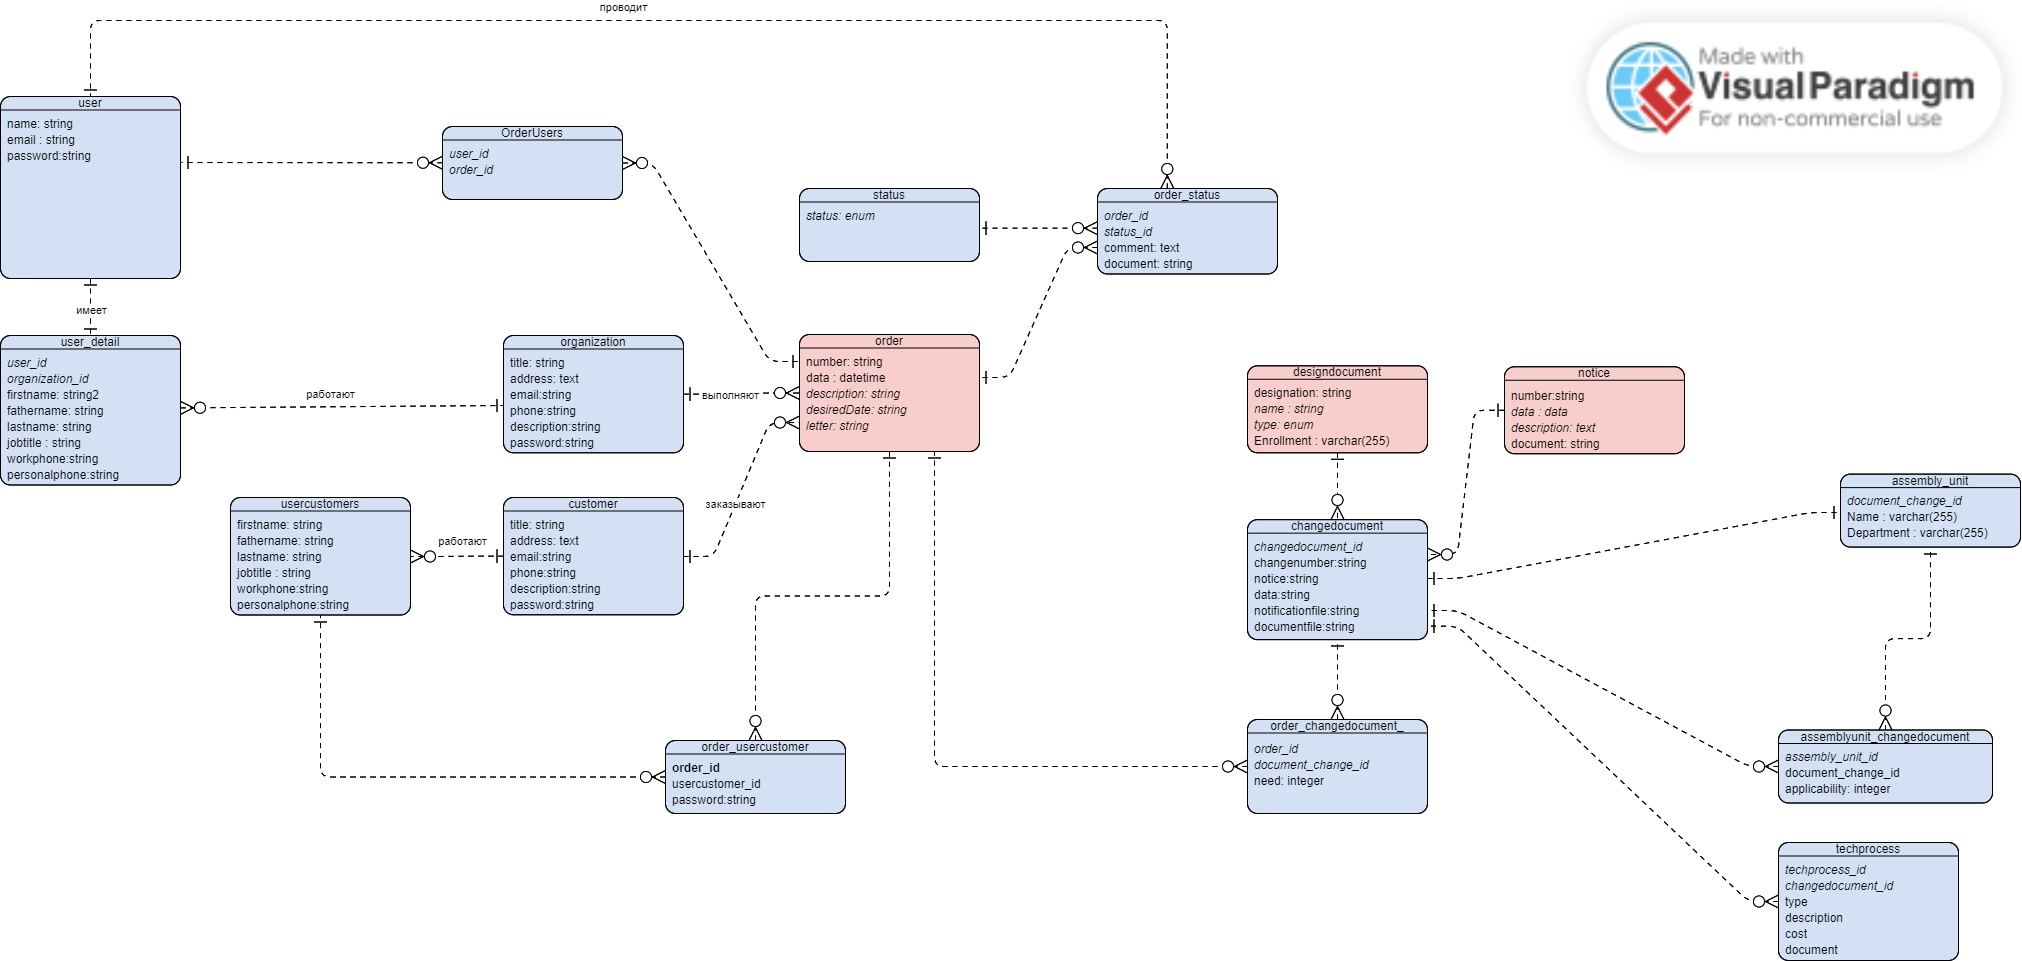 проводит
Made with
Visual Paradigm
For non-commercial use
user
name: string
email : string
password:string
OrderUsers
user_id
order_id
status
status: enum
order_status
order_id
status_id
comment: text
document: string
имеет
user_detail
user_id
organization_id
firstname: string2
fathername: string
lastname: string
jobtitle : string
workphone:string
personalphone:string
работают
organization
title: string
address: text
email:string
phone:string
description:string
password:string
выполняют
order
number: string
data : datetime
description: string
desiredDate: string
letter: string
designdocument
designation: string
name : string
type: enum
Enrollment : varchar(255)
notice
number:string
data : data
description: text
document: string
usercustomers
firstname: string
fathername: string
lastname: string
jobtitle : string
workphone:string
personalphone:string
работают
customer
title: string
address: text
email:string
phone:string
description:string
password:string
заказывают
changedocument
changedocument_id
changenumber:string
notice:string
data:string
notificationfile:string
documentfile:string
assembly_unit
document_change_id
Name : varchar(255)
Department : varchar(255)
order_usercustomer
order_id
usercustomer_id
password:string
order_changedocument_
order_id
document_change_id
need: integer
assemblyunit_changedocument
assembly_unit_id
document_change_id
applicability: integer
techprocess
techprocess_id
changedocument_id
type
description
cost
document